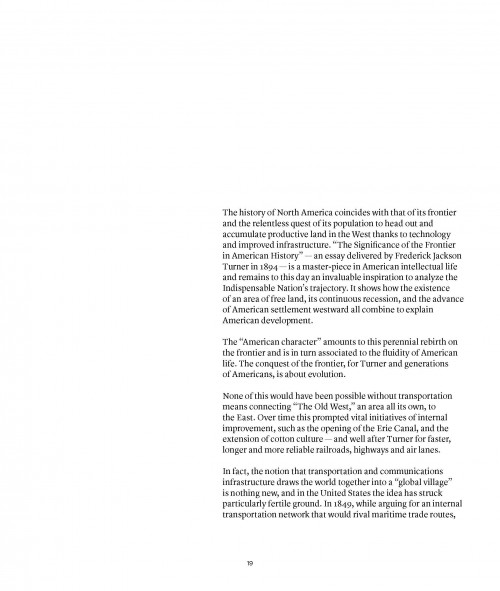 The history of North America coincides with that of its frontier
and the relentless quest of its population to head out and
accumulate productive land in the West thanks to technology
and improved infrastructure. “The Significance of the Frontier
in American History” — an essay delivered by Frederick Jackson
Turner in 1894 — is a master-piece in American intellectual life
and remains to this day an invaluable inspiration to analyze the
Indispensable Nation’s trajectory. It shows how the existence
of an area of free land, its continuous recession, and the advance
of American settlement westward all combine to explain
American development.
The “American character” amounts to this perennial rebirth on
the frontier and is in turn associated to the fluidity of American
life. The conquest of the frontier, for Turner and generations
of Americans, is about evolution.
None of this would have been possible without transportation
means connecting “The Old West,” an area all its own, to
the East. Over time this prompted vital initiatives of internal
improvement, such as the opening of the Erie Canal, and the
extension of cotton culture — and well after Turner for faster,
longer and more reliable railroads, highways and air lanes.
In fact, the notion that transportation and communications
infrastructure draws the world together into a “global village”
is nothing new, and in the United States the idea has struck
particularly fertile ground. In 1849, while arguing for an internal
transportation network that would rival maritime trade routes,
19